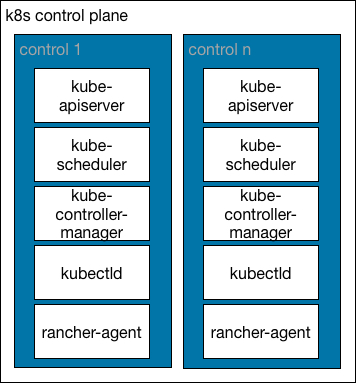 k8s control plane
control 1
kube-
apiserver
kube-
scheduler
kube-
controller-
manager
kubectld
rancher-agent
control n
kube-
apiserver
kube-
scheduler
kube-
controller-
manager
kubectld
rancher-agent